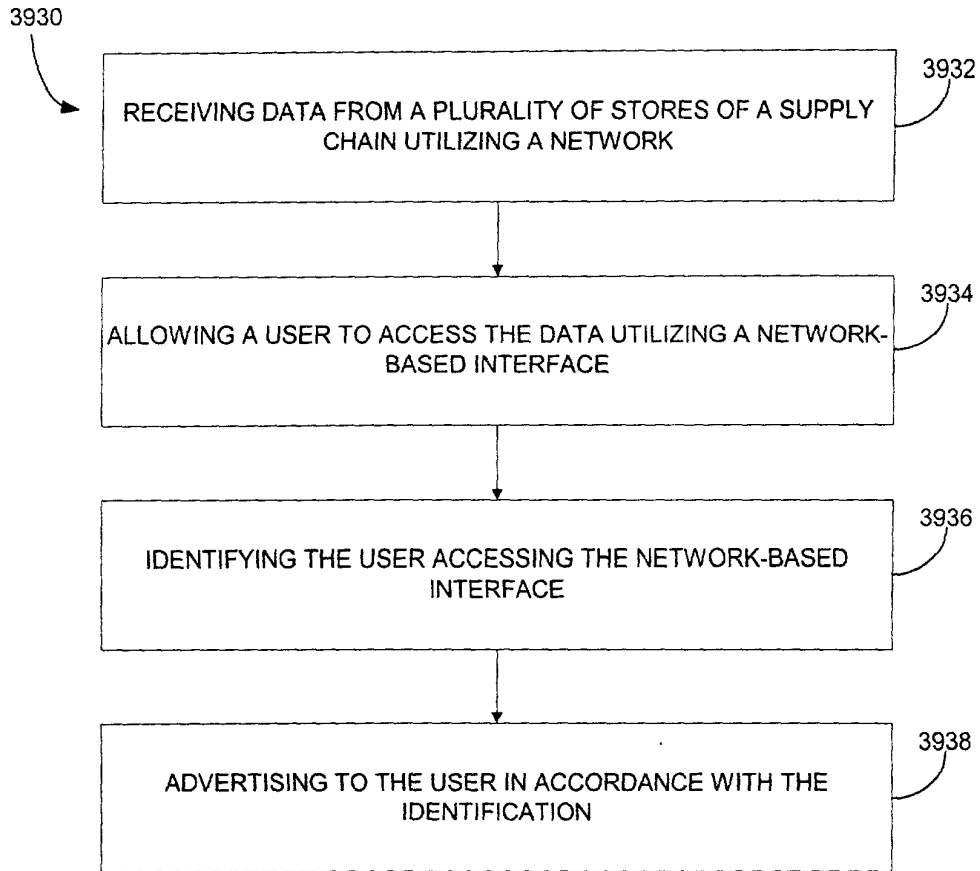 3930
3932
RECEIVING DATA FROM A PLURALITY OF STORES OF A SUPPLY
CHAIN UTILIZING A NETWORK
3934
ALLOWING A USER TO ACCESS THE DATA UTILIZING A NETWORK-
BASED INTERFACE
3936
IDENTIFYING THE USER ACCESSING THE NETWORK-BASED
INTERFACE
3938
ADVERTISING TO THE USER IN ACCORDANCE WITH THE
IDENTIFICATION